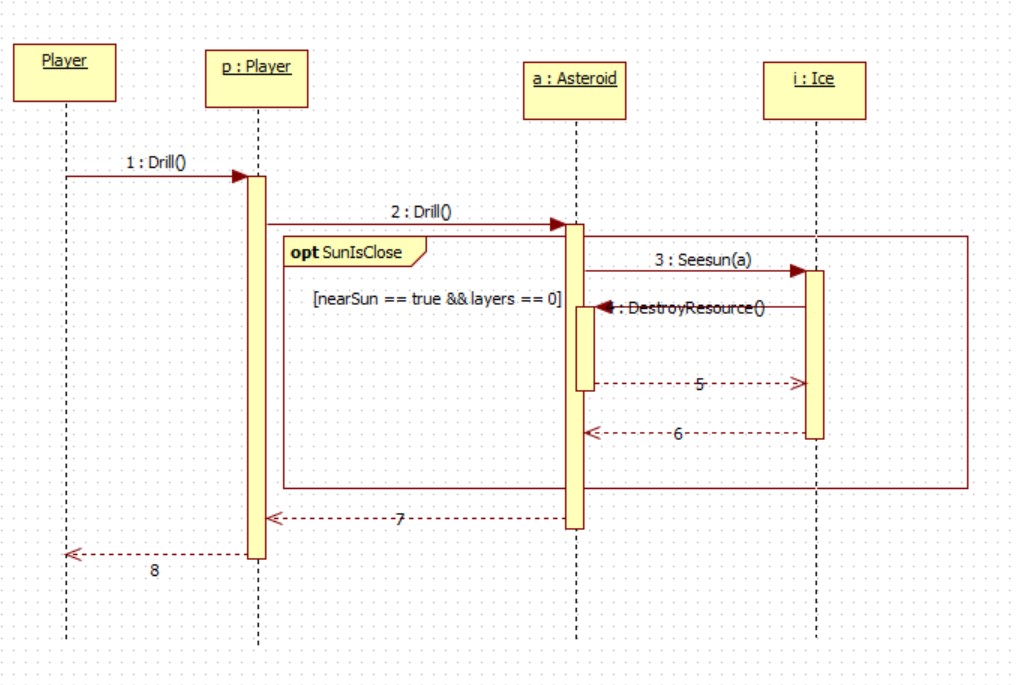 Player
p : Player
a : Asteroid
i : Ice
1 : Drill()
2 : Drill()
opt SunIsClose
3 : Seesun(a)
[nearSun == true && layers == 0]
: DestroyResource()
5
6
7
8